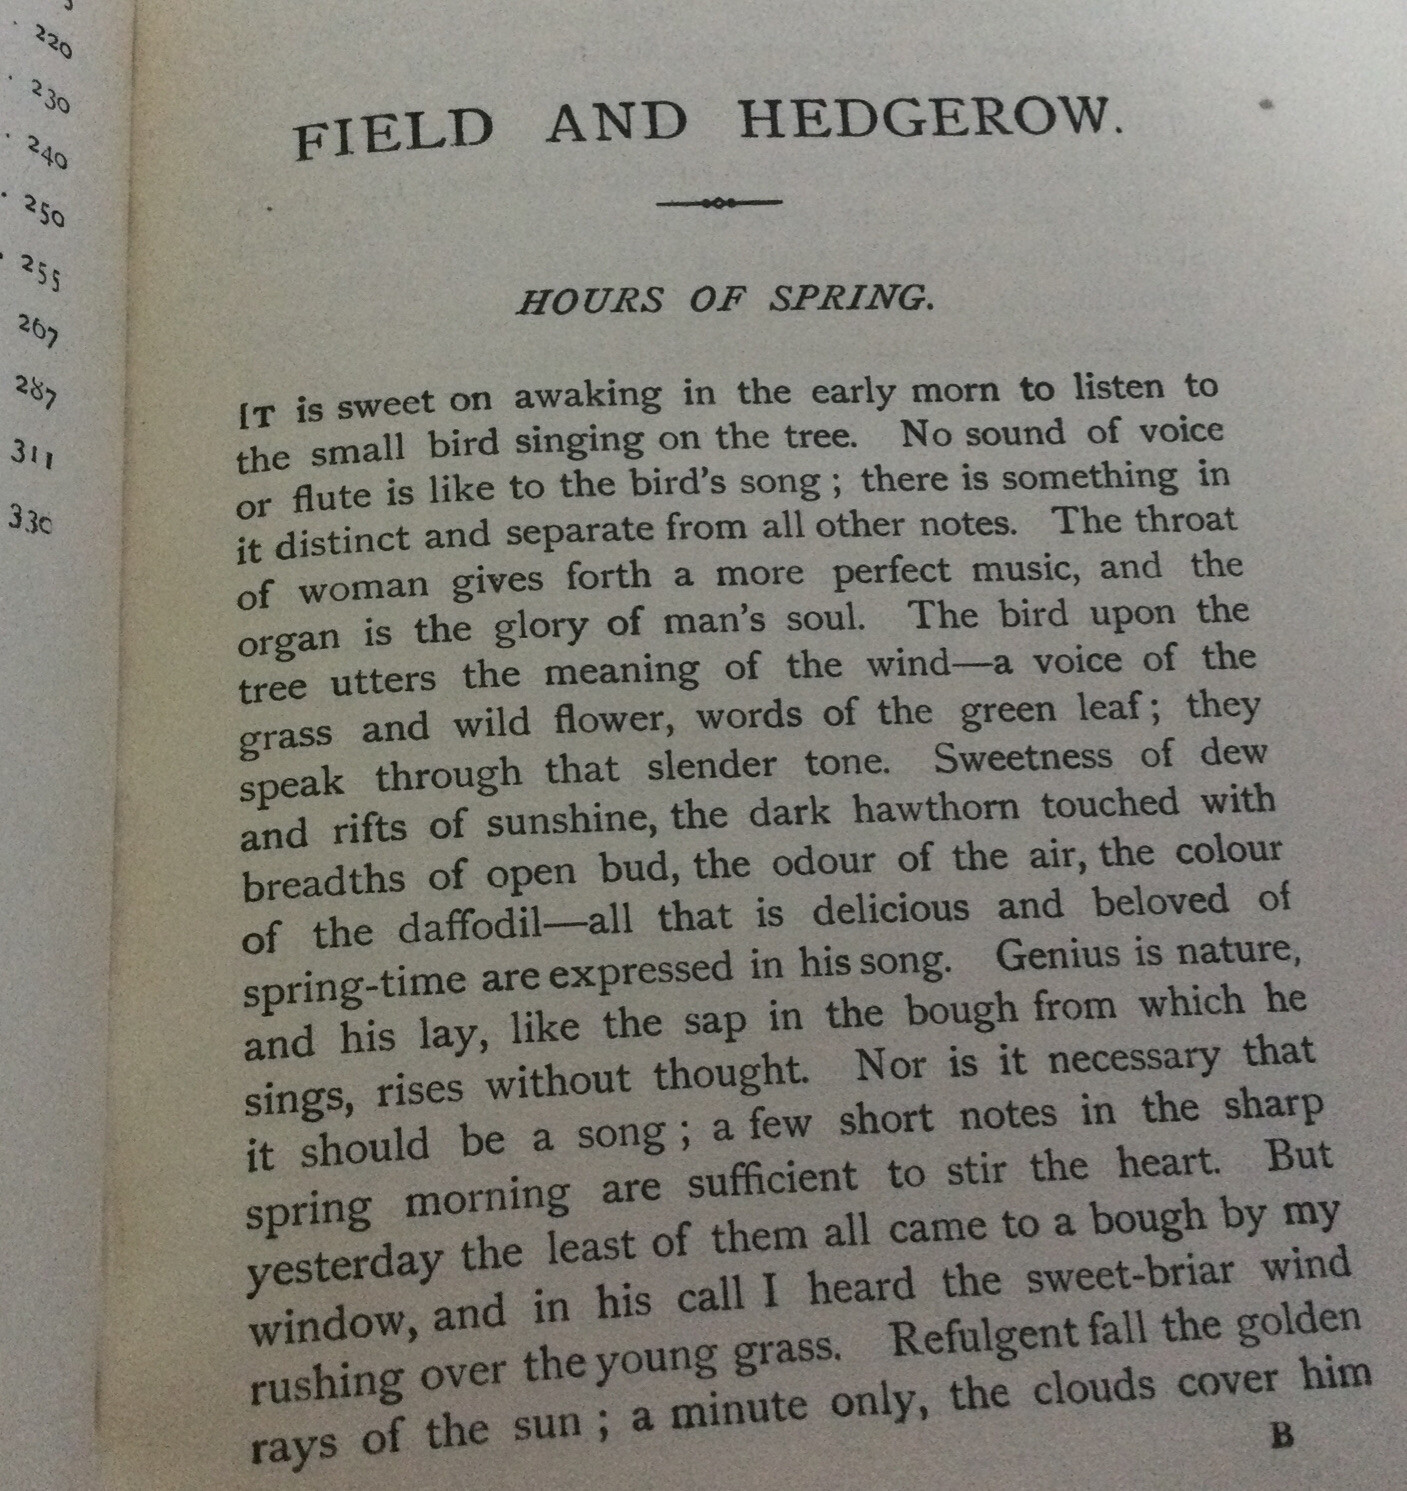 220
230
240
250
255
267
287
311
330
FIELD AND HEDGEROW.
HOURS OF SPRING.
IT is sweet on awaking in the early morn to listen to
the small bird singing on the tree. No sound of voice
or flute is like to the bird's song; there is something in
it distinct and separate from all other notes. The throat
of woman gives forth a more perfect music, and the
organ is the glory of man's soul. The bird upon the
tree utters the meaning of the wind—a voice of the
grass and wild flower, words of the green leaf; they
speak through that slender tone. Sweetness of dew
and rifts of sunshine, the dark hawthorn touched with
breadths of open bud, the odour of the air, the colour
of the daffodil—all that is delicious and beloved of
spring-time are expressed in his song. Genius is nature,
and his lay, like the sap in the bough from which he
sings, rises without thought. Nor is it necessary that
it should be a song; a few short notes in the sharp
spring morning are sufficient to stir the heart. But
yesterday the least of them all came to a bough by my
window, and in his call I heard the sweet-briar wind
rushing over the young grass. Refulgent fall the golden
rays of the sun; a minute only, the clouds cover him
B